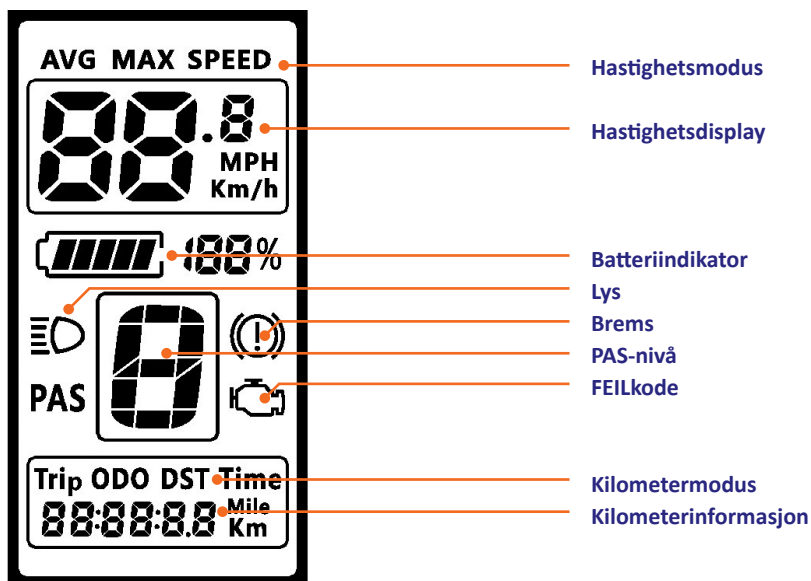 AVG MAX SPEED
Hastighetsmodus
88.8
MPH
Km/h
Hastighetsdisplay
188%
Batteriindikator
Lys
Brems
PAS-nivå
FEILkode
8
PAS
Trip ODO DST Time
Kilometermodus
88:88:8.8
Mile
Km
Kilometerinformasjon